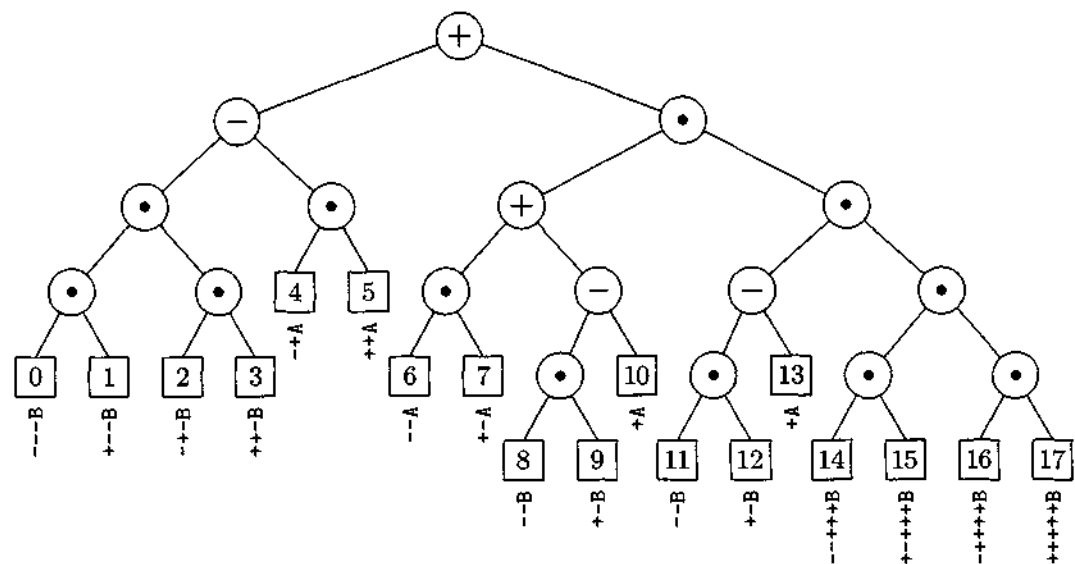 +
−
•
•
•
+
•
•
•
4
5
•
−
−
•
-+A
++A
0
1
2
3
6
7
•
10
•
13
•
•
---B
+--B
-+-B
++-B
--A
+-A
+A
+A
8
9
11
12
14
15
16
17
--B
+-B
--B
+-B
--+++B
+-+++B
-++++B
+++++B